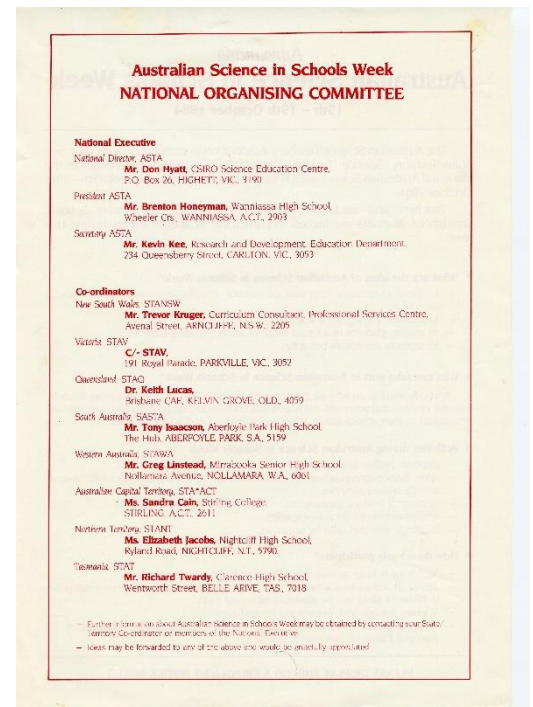 Australian Science in Schools Week
NATIONAL ORGANISING COMMITTEE
National Executive
National Director, ASTA
Mr. Don Hyatt, CSIRO Science Education Centre,
P.O. Box 26, HIGHETT, VIC., 3190
President ASTA
Mr. Brenton Honeyman, Wanniassa High School,
Wheeler Crs., WANNIASSA, A.C.T., 2903
Secretary ASTA
Mr. Kevin Kee, Research and Development, Education Department,
234 Queensberry Street, CARLTON, VIC., 3053
Co-ordinators
New South Wales, STANSW
Mr. Trevor Kruger, Curriculum Consultant, Professional Services Centre,
Avenal Street, ARNCLIFFE, N.S.W., 2205
Victoria, STAV
C/- STAV,
191 Royal Parade, PARKVILLE, VIC., 3052
Queensland, STAQ
Dr. Keith Lucas,
Brisbane CAE, KELVIN GROVE, QLD., 4059
South Australia, SASTA
Mr. Tony Isaacson, Aberfoyle Park High School,
The Hub, ABERFOYLE PARK, S.A., 5159
Western Australia, STAWA
Mr. Greg Linstead, Mirrabooka Senior High School,
Nollamara Avenue, NOLLAMARA, W.A., 6061
Australian Capital Territory, STA*ACT
Ms. Sandra Cain, Stirling College,
STIRLING, A.C.T., 2611
Northern Territory, STANT
Ms. Elizabeth Jacobs, Nightcliff High School,
Ryland Road, NIGHTCLIFF, N.T., 5790.
Tasmania, STAT
Mr. Richard Twardy, Clarence High School,
Wentworth Street, BELLE ARIVE, TAS., 7018
— Further information about Australian Science in Schools Week may be obtained by contacting your State/
Territory Co-ordinator or members of the National Executive
— Ideas may be forwarded to any of the above and would be gratefully appreciated